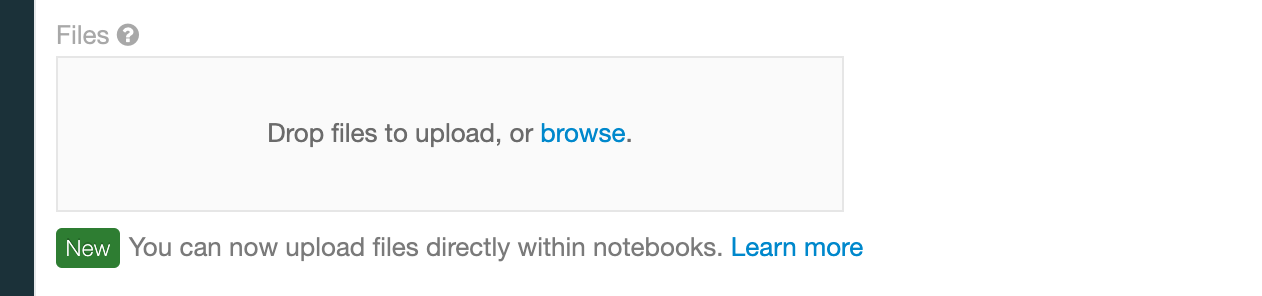 Files ?
Drop files to upload, or browse.
New You can now upload files directly within notebooks. Learn more